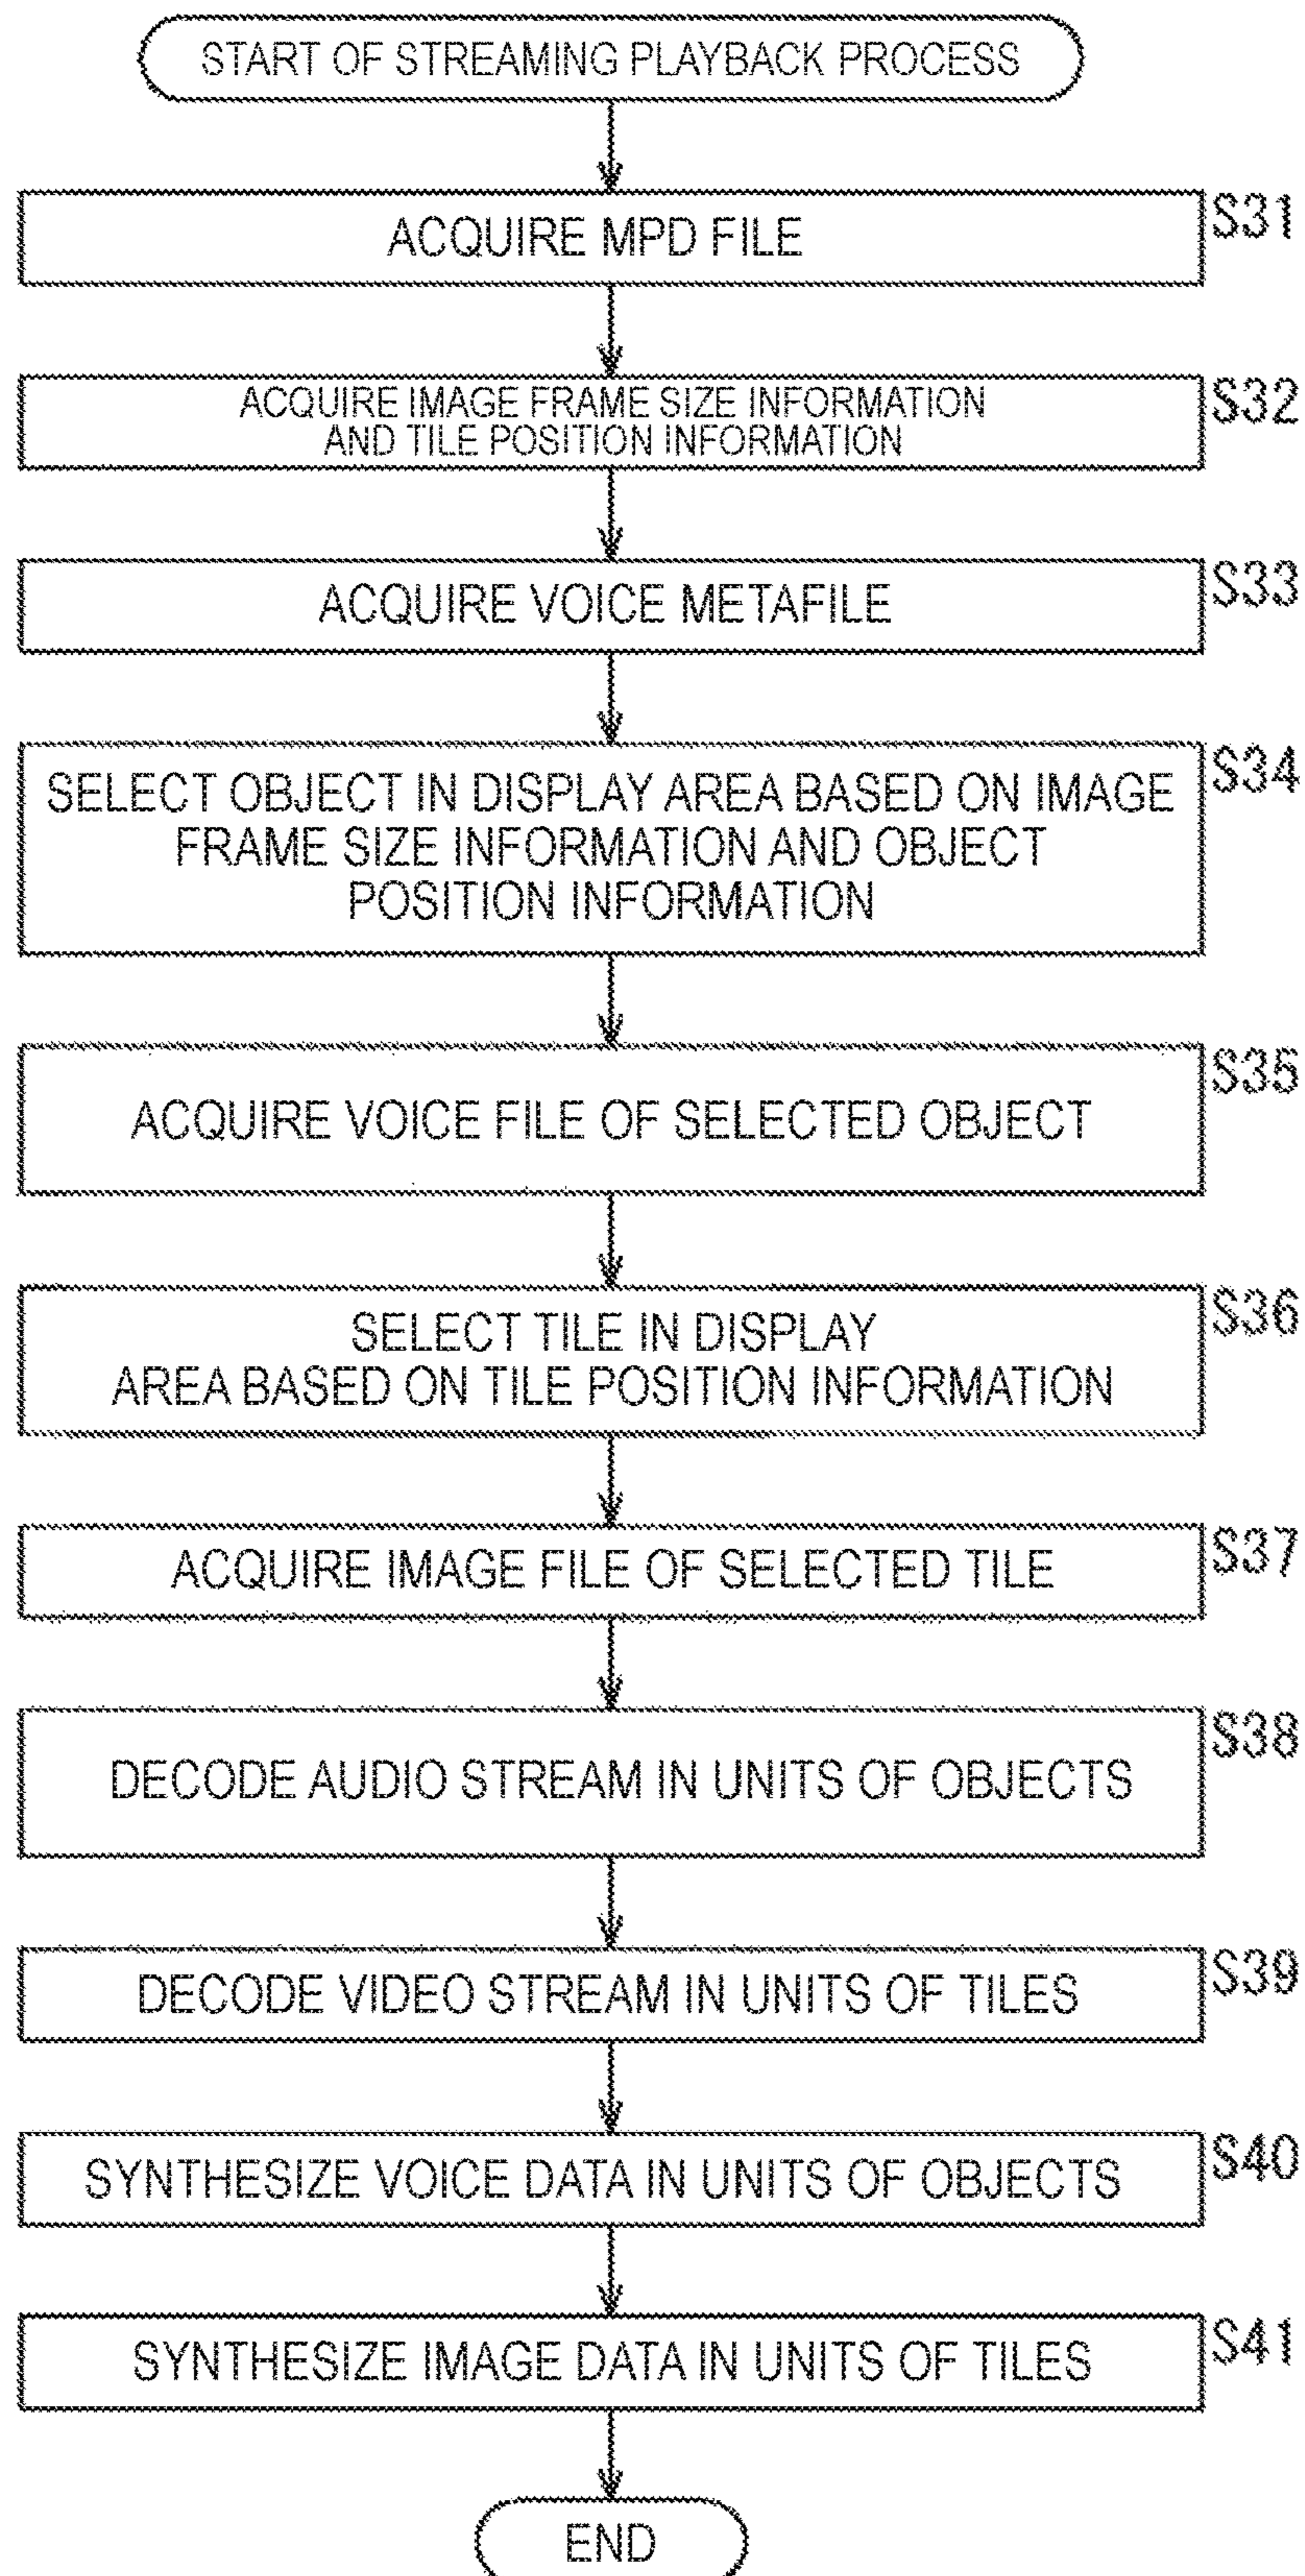 START OF STREAMING PLAYBACK PROCESS
S31
ACQUIRE MPD FILE
S32
ACQUIRE IMAGE FRAME SIZE INFORMATION
AND TILE POSITION INFORMATION
S33
ACQUIRE VOICE METAFILE
S34
SELECT OBJECT IN DISPLAY AREA BASED ON IMAGE
FRAME SIZE INFORMATION AND OBJECT
POSITION INFORMATION
S35
ACQUIRE VOICE FILE OF SELECTED OBJECT
S36
SELECT TILE IN DISPLAY
AREA BASED ON TILE POSITION INFORMATION
S37
ACQUIRE IMAGE FILE OF SELECTED TILE
S38
DECODE AUDIO STREAM IN UNITS OF OBJECTS
S39
DECODE VIDEO STREAM IN UNITS OF TILES
S40
SYNTHESIZE VOICE DATA IN UNITS OF OBJECTS
S41
SYNTHESIZE IMAGE DATA IN UNITS OF TILES
END